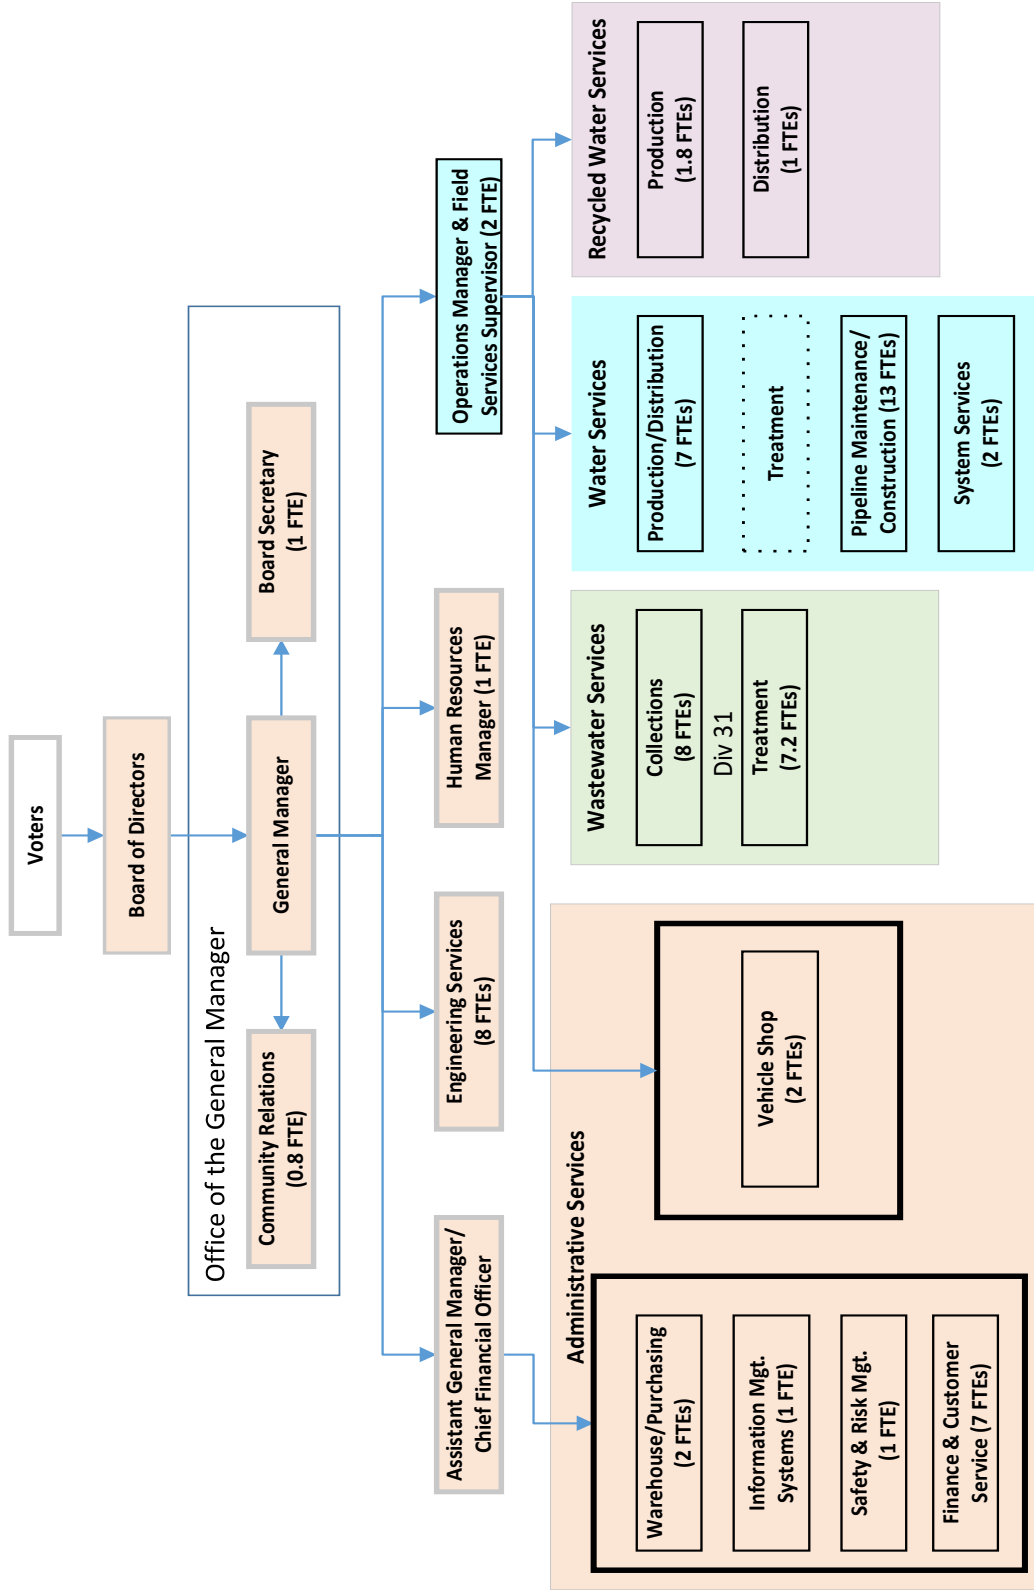 Voters
Board of Directors
Office of the General Manager
Community Relations
(0.8 FTE)
General Manager
Board Secretary
(1 FTE)
Assistant General Manager/
Chief Financial Officer
Engineering Services
(8 FTEs)
Human Resources
Manager (1 FTE)
Operations Manager & Field
Services Supervisor (2 FTE)
Administrative Services
Warehouse/Purchasing
(2 FTEs)
Information Mgt.
Systems (1 FTE)
Safety & Risk Mgt.
(1 FTE)
Finance & Customer
Service (7 FTEs)
Vehicle Shop
(2 FTEs)
Wastewater Services
Collections
(8 FTEs)
Div 31
Treatment
(7.2 FTEs)
Water Services
Production/Distribution
(7 FTEs)
Treatment
Pipeline Maintenance/
Construction (13 FTEs)
System Services
(2 FTEs)
Recycled Water Services
Production
(1.8 FTEs)
Distribution
(1 FTEs)